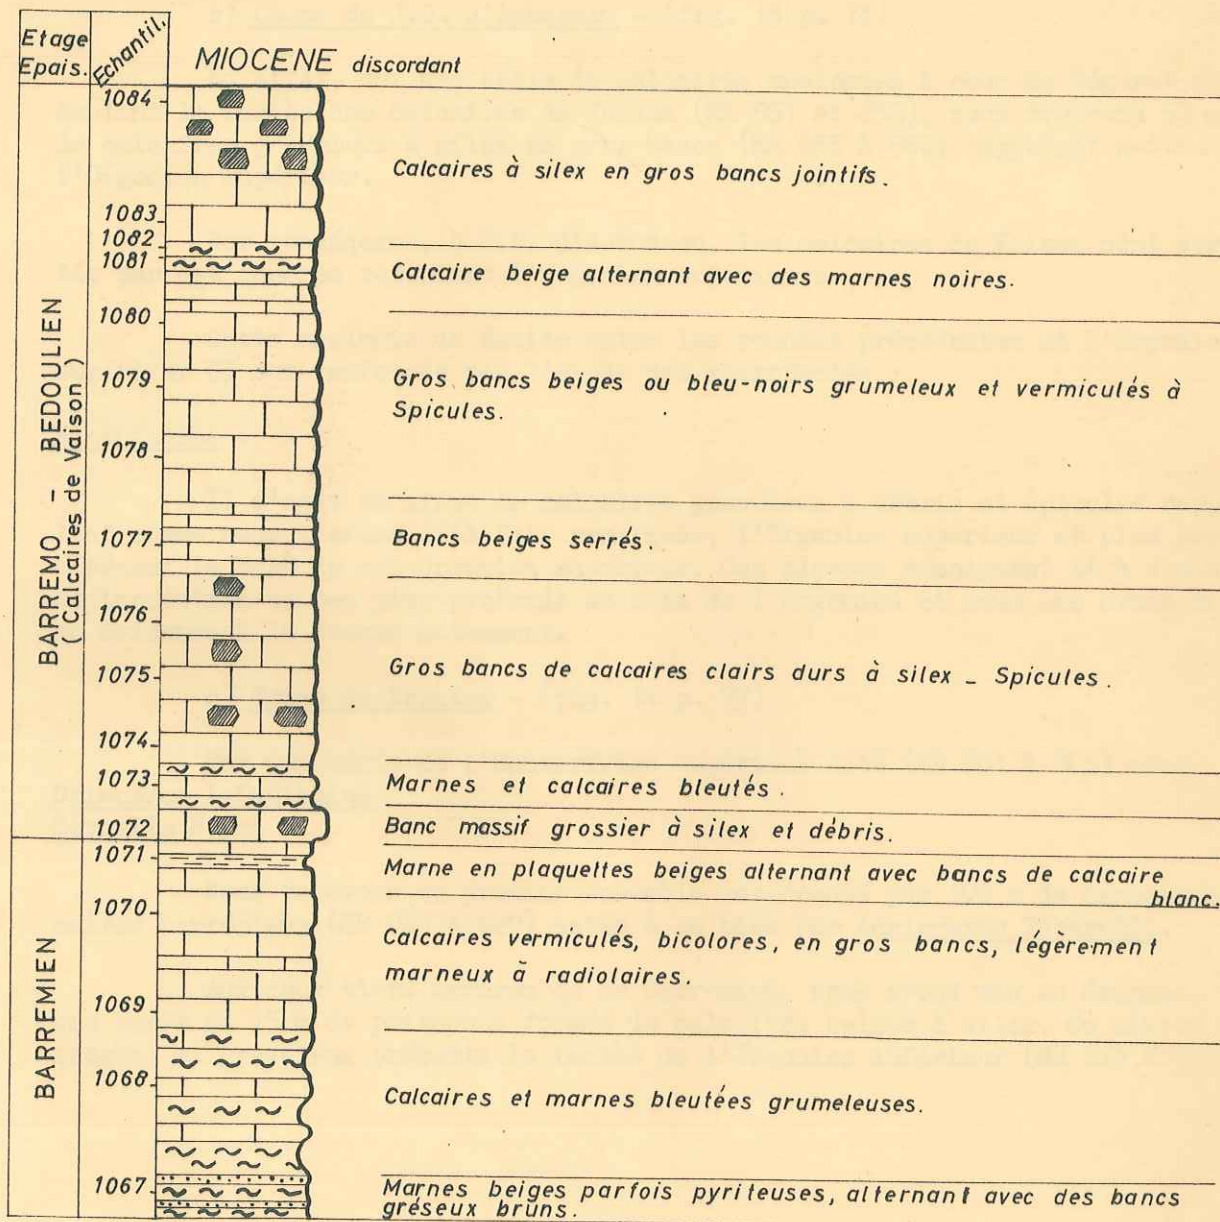 Etage
Epais.
Echantil.
MIOCENE discordant
1084
Calcaires à silex en gros bancs jointifs.
1083
1082
1081
Calcaire beige alternant avec des marnes noires.
1080
1079
Gros bancs beiges ou bleu-noirs grumeleux et vermiculés à
Spicules.
1078
1077
Bancs beiges serrés.
1076
1075
Gros bancs de calcaires clairs durs à silex _ Spicules.
1074
1073
Marnes et calcaires bleutés.
1072
Banc massif grossier à silex et débris.
BARREMO - BEDOULIEN
( Calcaires de Vaison )
1071
Marne en plaquettes beiges alternant avec bancs de calcaire
blanc.
1070
Calcaires vermiculés, bicolores, en gros bancs, légèrement
marneux à radiolaires.
1069
1068
Calcaires et marnes bleutées grumeleuses.
1067
Marnes beiges parfois pyriteuses, alternant avec des bancs
gréseux bruns.
BARREMIEN